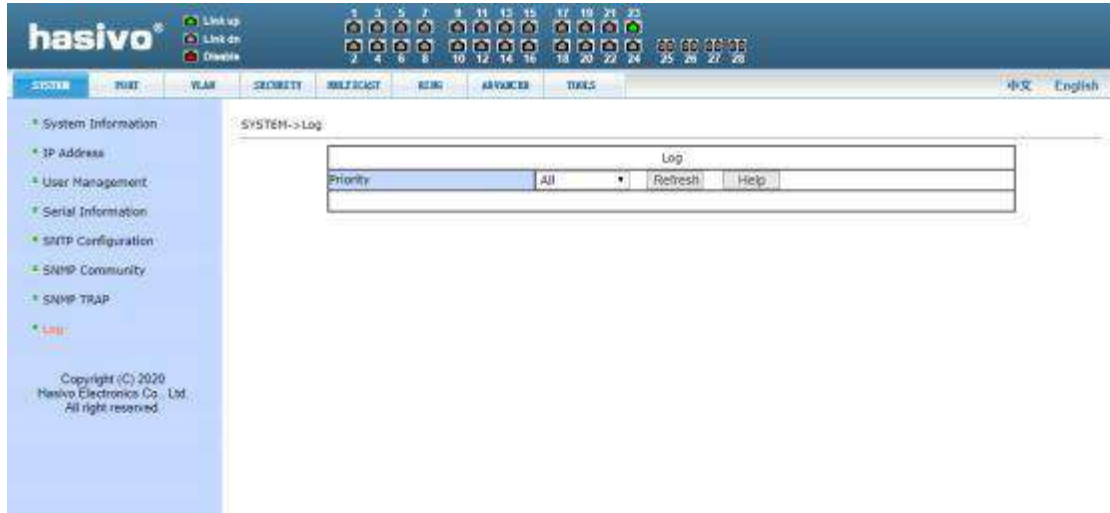 hasivo®
Link up
Link dn
Disable
1 3 5 7 9 11 13 15 17 19 21 23
2 4 6 8 10 12 14 16 18 20 22 24 25 26 27 28
SYSTEM PORT VLAN SECURITY MULTICAST RING ADVANCED TOOLS 中文 English
System Information
IP Address
User Management
Serial Information
SNTP Configuration
SNMP Community
SNMP TRAP
Log
Copyright (C) 2020
Hasivo Electronics Co., Ltd.
All right reserved
SYSTEM->Log
Log
Priority All Refresh Help